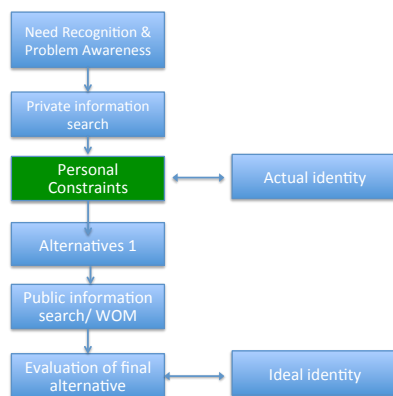 Need Recognition &
Problem Awareness
Private information
search
Personal
Constraints
Actual identity
Alternatives 1
Public information
search/ WOM
Evaluation of final
alternative
Ideal identity